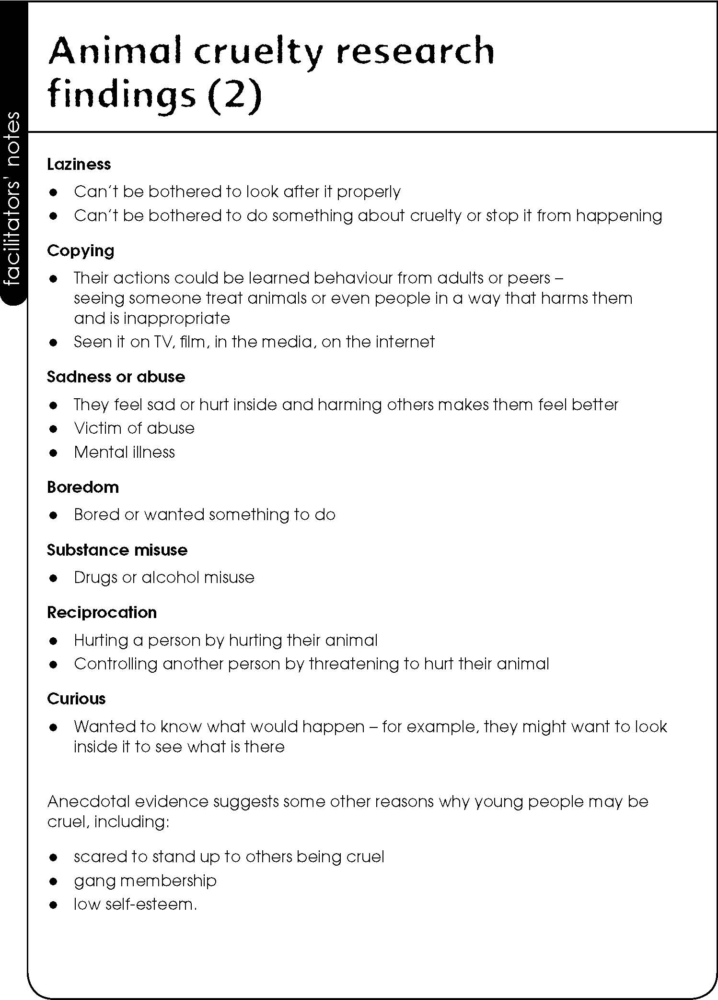 Animal cruelty research
findings (2)
facilitators' notes
Laziness
● Can't be bothered to look after it properly
● Can't be bothered to do something about cruelty or stop it from happening
Copying
● Their actions could be learned behaviour from adults or peers –
seeing someone treat animals or even people in a way that harms them
and is inappropriate
● Seen it on TV, film, in the media, on the internet
Sadness or abuse
● They feel sad or hurt inside and harming others makes them feel better
● Victim of abuse
● Mental illness
Boredom
● Bored or wanted something to do
Substance misuse
● Drugs or alcohol misuse
Reciprocation
● Hurting a person by hurting their animal
● Controlling another person by threatening to hurt their animal
Curious
● Wanted to know what would happen – for example, they might want to look
inside it to see what is there
Anecdotal evidence suggests some other reasons why young people may be
cruel, including:
● scared to stand up to others being cruel
● gang membership
● low self-esteem.